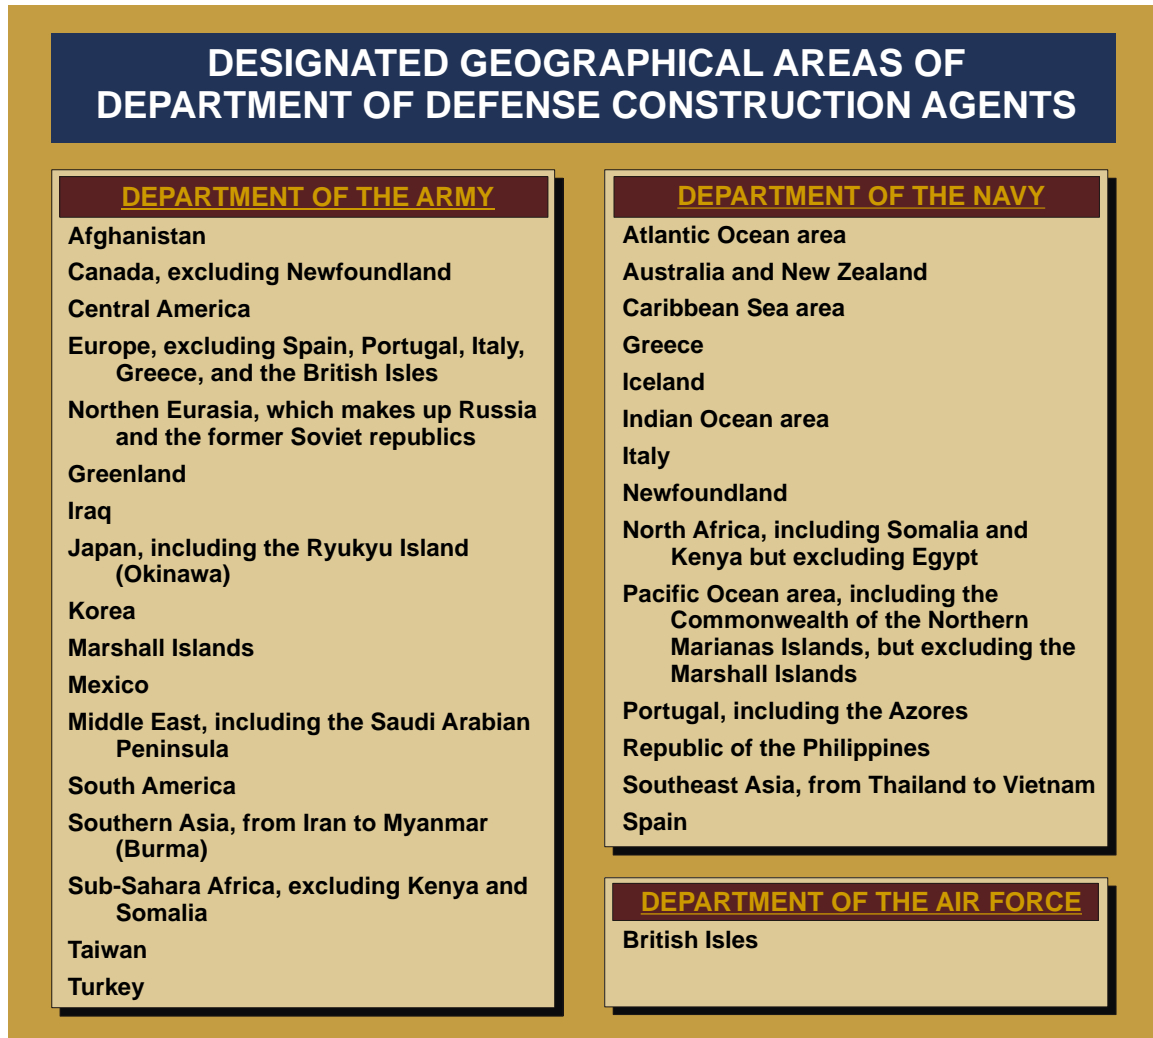 DESIGNATED GEOGRAPHICAL AREAS OF
DEPARTMENT OF DEFENSE CONSTRUCTION AGENTS
DEPARTMENT OF THE ARMY
Afghanistan
Canada, excluding Newfoundland
Central America
Europe, excluding Spain, Portugal, Italy,
Greece, and the British Isles
Northen Eurasia, which makes up Russia
and the former Soviet republics
Greenland
Iraq
Japan, including the Ryukyu Island
(Okinawa)
Korea
Marshall Islands
Mexico
Middle East, including the Saudi Arabian
Peninsula
South America
Southern Asia, from Iran to Myanmar
(Burma)
Sub-Sahara Africa, excluding Kenya and
Somalia
Taiwan
Turkey
DEPARTMENT OF THE NAVY
Atlantic Ocean area
Australia and New Zealand
Caribbean Sea area
Greece
Iceland
Indian Ocean area
Italy
Newfoundland
North Africa, including Somalia and
Kenya but excluding Egypt
Pacific Ocean area, including the
Commonwealth of the Northern
Marianas Islands, but excluding the
Marshall Islands
Portugal, including the Azores
Republic of the Philippines
Southeast Asia, from Thailand to Vietnam
Spain
DEPARTMENT OF THE AIR FORCE
British Isles